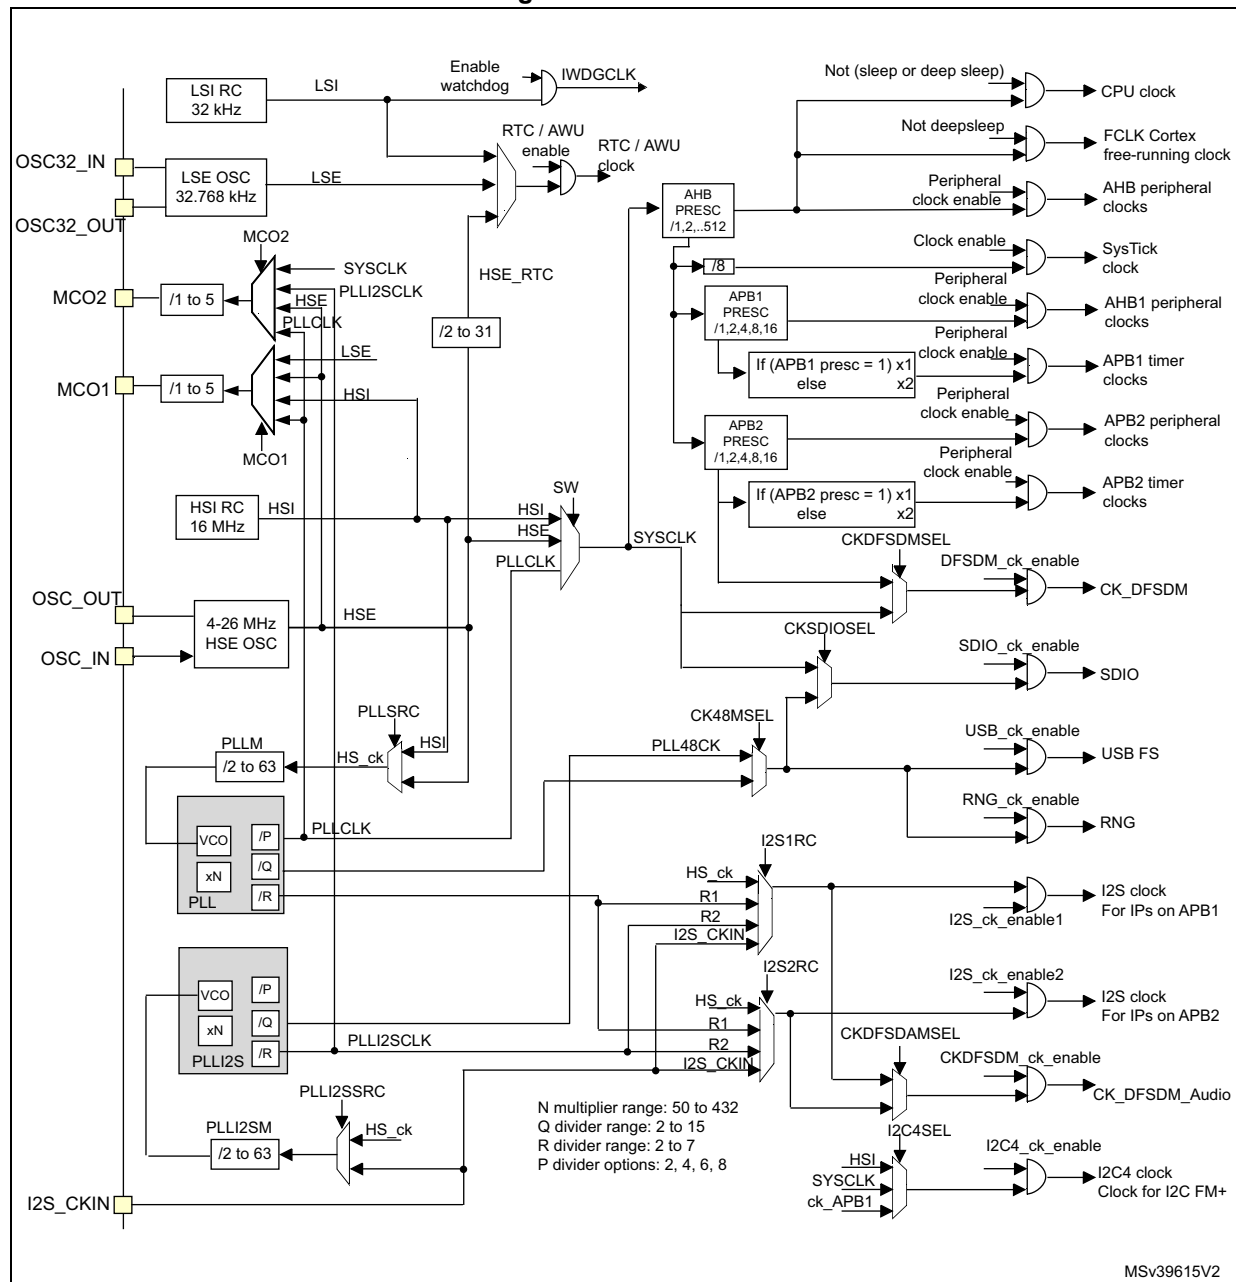 LSI RC
32 kHz
LSI
Enable
watchdog
IWDGCLK
Not (sleep or deep sleep)
CPU clock
Not deepsleep
FCLK Cortex
free-running clock
OSC32_IN
LSE OSC
32.768 kHz
LSE
OSC32_OUT
RTC / AWU
enable
RTC / AWU
clock
AHB
PRESC
/1,2,..512
Peripheral
clock enable
AHB peripheral
clocks
MCO2
SYSCLK
PLLI2SCLK
HSE
PLLCLK
MCO2
/1 to 5
HSE_RTC
/2 to 31
Clock enable
/8
SysTick
clock
APB1
PRESC
/1,2,4,8,16
Peripheral
clock enable
AHB1 peripheral
clocks
LSE
HSI
MCO1
/1 to 5
MCO1
If (APB1 presc = 1) x1
else x2
Peripheral
clock enable
APB1 timer
clocks
APB2
PRESC
/1,2,4,8,16
Peripheral
clock enable
APB2 peripheral
clocks
If (APB2 presc = 1) x1
else x2
Peripheral
clock enable
APB2 timer
clocks
HSI RC
16 MHz
HSI
SW
HSI
HSE
PLLCLK
SYSCLK
CKDFSDMSEL
DFSDM_ck_enable
CK_DFSDM
OSC_OUT
OSC_IN
4-26 MHz
HSE OSC
HSE
CKSDIOSEL
SDIO_ck_enable
SDIO
PLLSRC
HSI
HS_ck
PLLM
/2 to 63
CK48MSEL
PLL48CK
USB_ck_enable
USB FS
RNG_ck_enable
RNG
VCO
xN
/P
/Q
/R
PLL
PLLCLK
I2S1RC
HS_ck
R1
R2
I2S_CKIN
I2S clock
For IPs on APB1
I2S_ck_enable1
VCO
xN
/P
/Q
/R
PLLI2S
PLLI2SCLK
I2S2RC
HS_ck
R1
R2
I2S_CKIN
I2S_ck_enable2
I2S clock
For IPs on APB2
CKDFSDAMSEL
CKDFSDM_ck_enable
CK_DFSDM_Audio
PLLI2SSRC
HS_ck
PLLI2SM
/2 to 63
N multiplier range: 50 to 432
Q divider range: 2 to 15
R divider range: 2 to 7
P divider options: 2, 4, 6, 8
I2C4SEL
HSI
SYSCLK
ck_APB1
I2C4_ck_enable
I2C4 clock
Clock for I2C FM+
I2S_CKIN
MSv39615V2